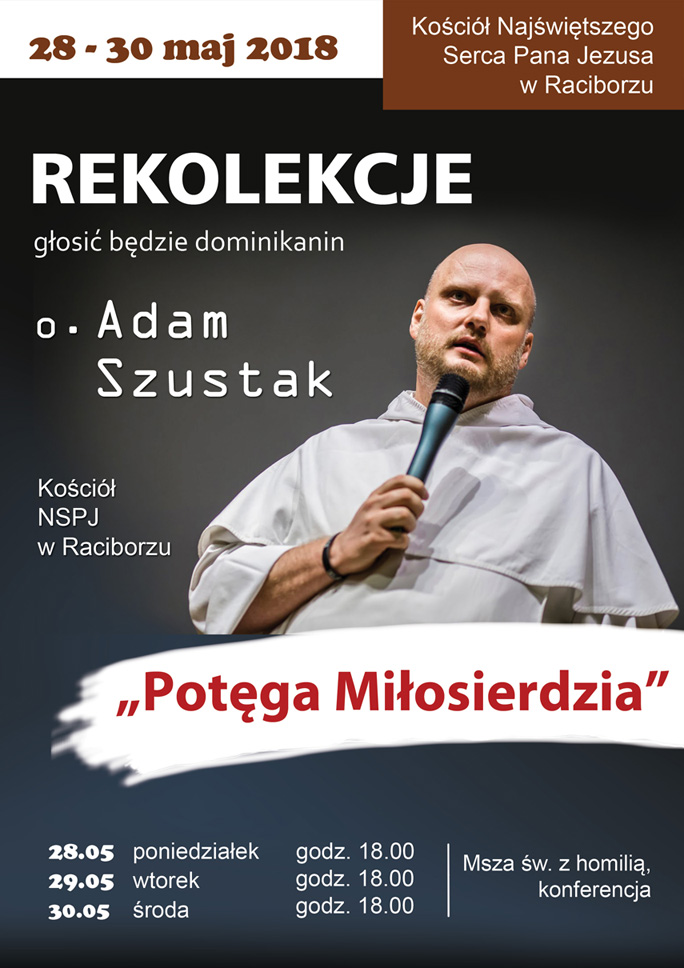 28 - 30 maj 2018
Kościół Najświętszego
Serca Pana Jezusa
w Raciborzu
REKOLEKCJE
głosić będzie dominikanin
o. Adam
Szustak
Kościół
NSPJ
w Raciborzu
„Potęga Miłosierdzia”
28.05 poniedziałek godz. 18.00
29.05 wtorek godz. 18.00
30.05 środa godz. 18.00
Msza św. z homilią,
konferencja